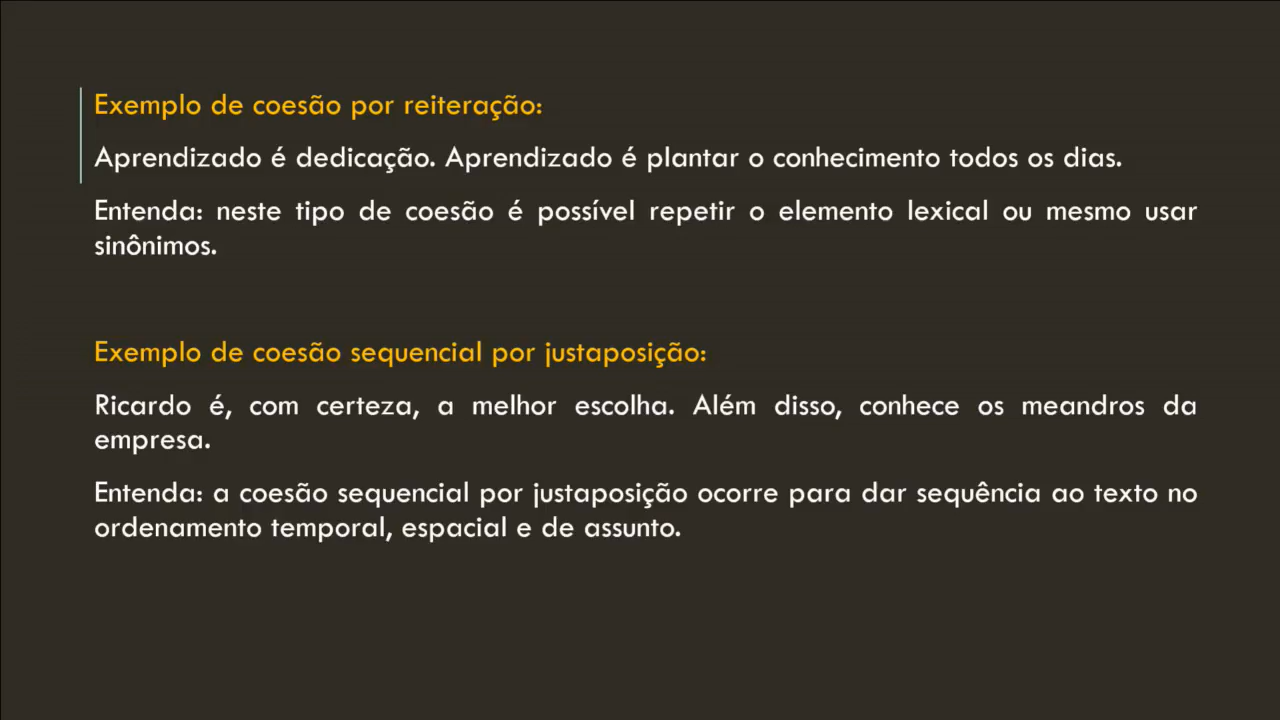 Exemplo de coesão por reiteração:
Aprendizado é dedicação. Aprendizado é plantar o conhecimento todos os dias.
Entenda: neste tipo de coesão é possível repetir o elemento lexical ou mesmo usar
sinônimos.
Exemplo de coesão sequencial por justaposição:
Ricardo é, com certeza, a melhor escolha. Além disso, conhece os meandros da
empresa.
Entenda: a coesão sequencial por justaposição ocorre para dar sequência ao texto no
ordenamento temporal, espacial e de assunto.